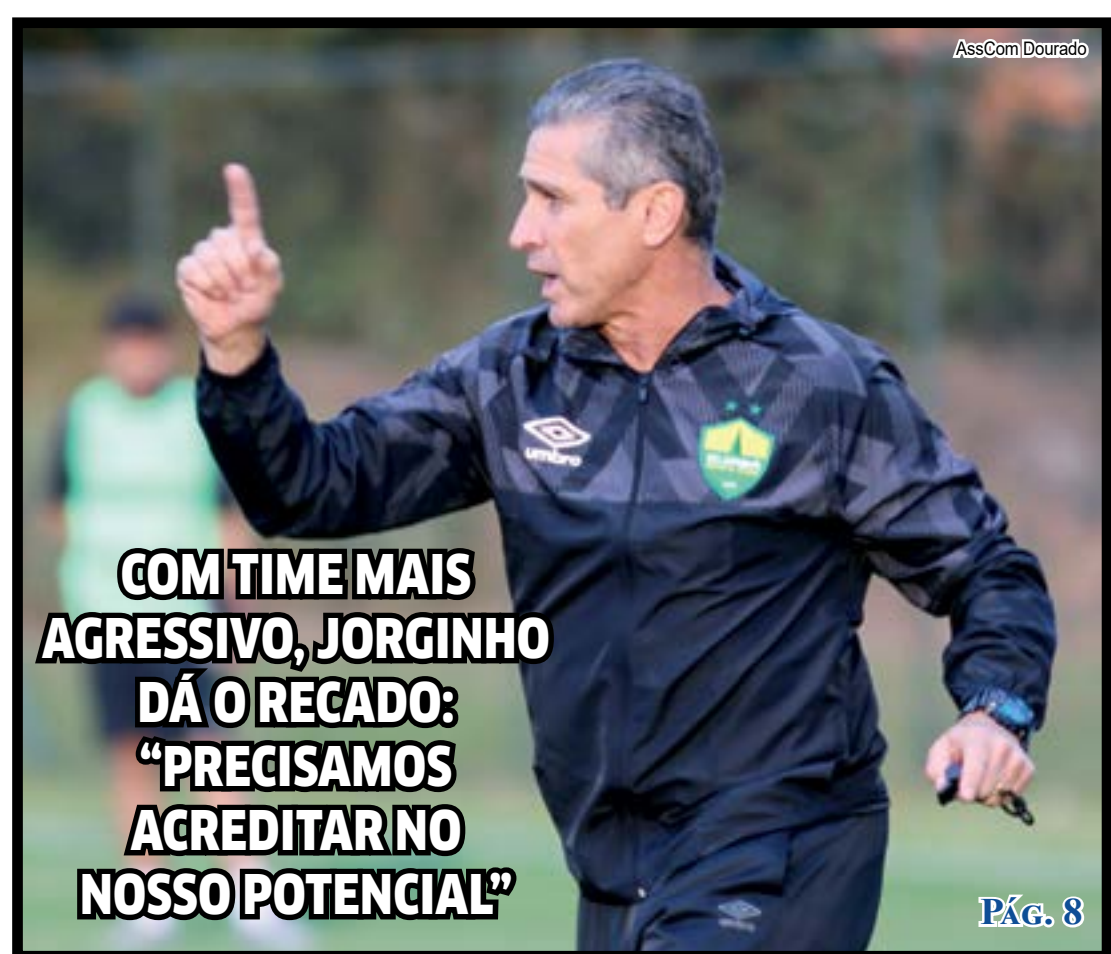 AssCom Dourado
umbro
COM TIME MAIS
AGRESSIVO, JORGINHO
DÁ O RECADO:
“PRECISAMOS
ACREDITAR NO
NOSSO POTENCIAL”
PÁG. 8